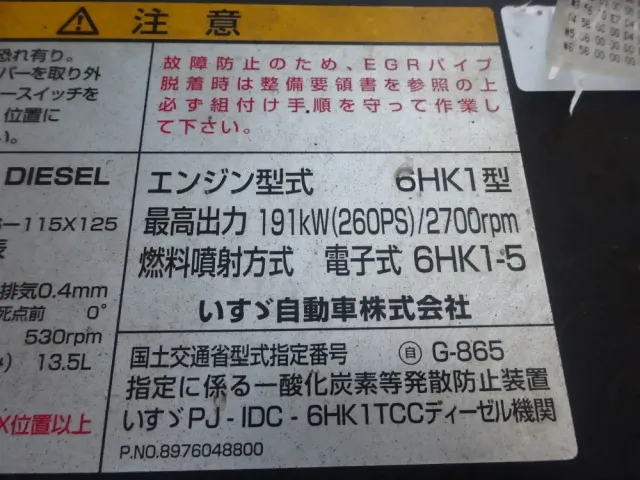 注意
恐れ有り。
バーを取り外
ースイッチを
位置に
い。
故障防止のため、EGRパイプ
脱着時は整備要領書を参照の上
必ず組付け手順を守って作業し
て下さい。
DIESEL
6-115X125
表
排気0.4mm
死点前 0°
530rpm
13.5L
X位置以上
エンジン型式 6HK1型
最高出力 191kW(260PS)/2700rpm
燃料噴射方式 電子式 6HK1-5
いすゞ自動車株式会社
国土交通省型式指定番号 自 G-865
指定に係る一酸化炭素等発散防止装置
いすゞPJ-IDC-6HK1TCCディーゼル機関
P.NO.8976048800